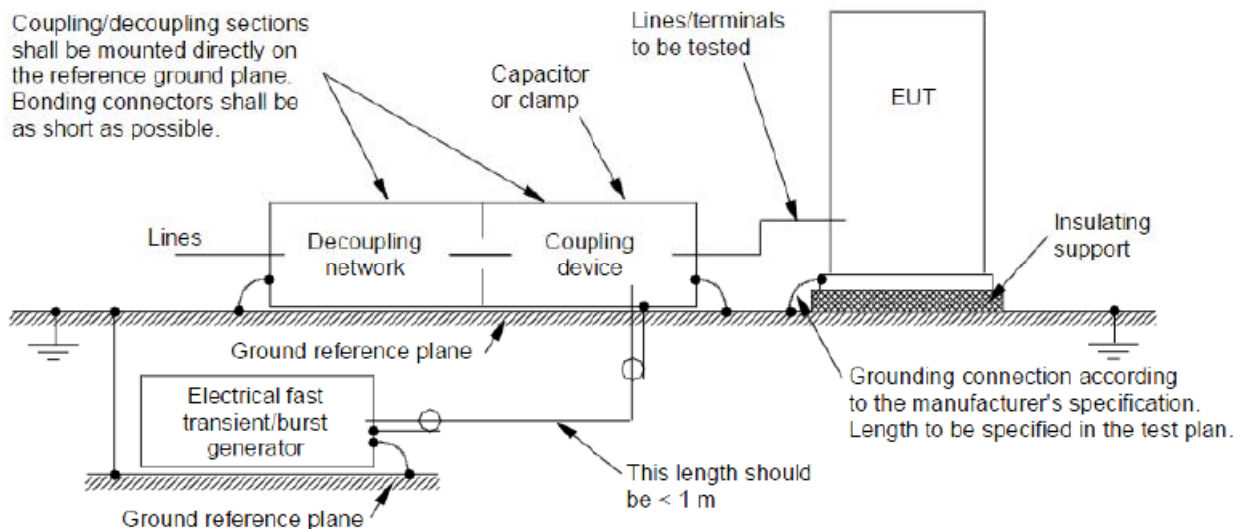 Coupling/decoupling sections
shall be mounted directly on
the reference ground plane.
Bonding connectors shall be
as short as possible.
Capacitor
or clamp
Lines/terminals
to be tested
EUT
Lines
Decoupling
network
Coupling
device
Insulating
support
Ground reference plane
Electrical fast
transient/burst
generator
Grounding connection according
to the manufacturer's specification.
Length to be specified in the test plan.
This length should
be < 1 m
Ground reference plane